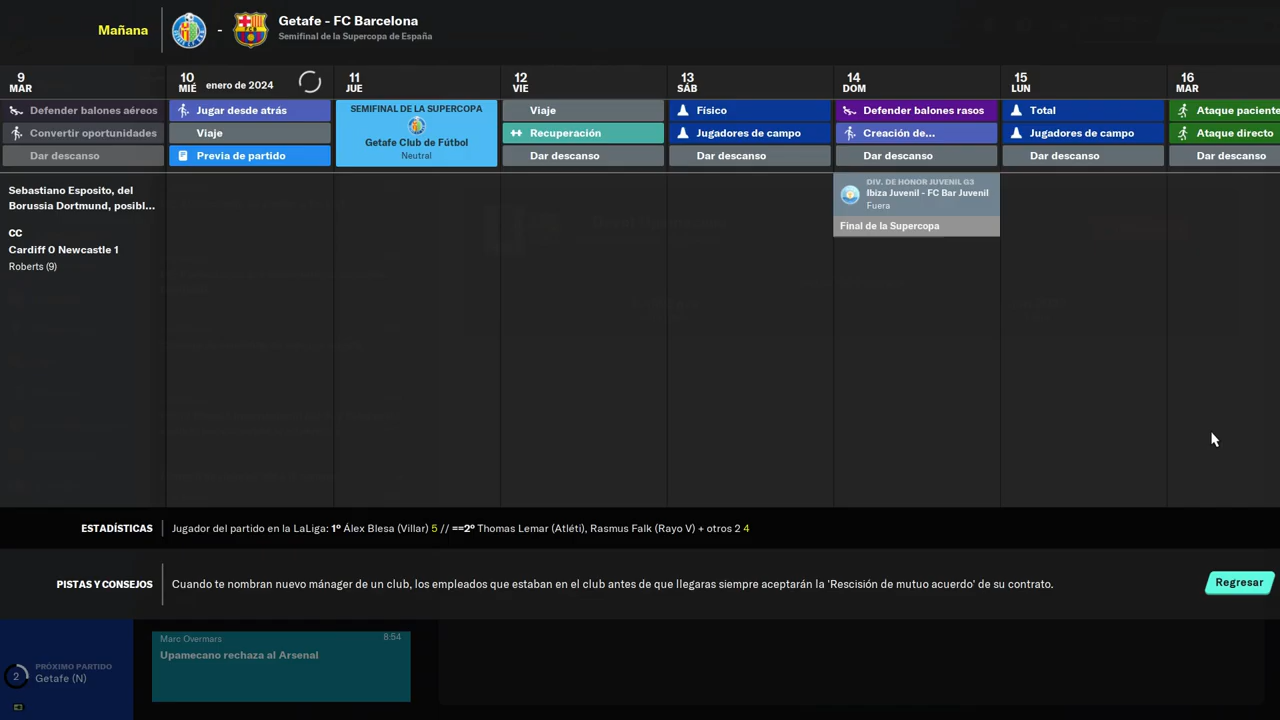 Mañana
-
Getafe - FC Barcelona
Semifinal de la Supercopa de España
9
MAR
10
MIÉ enero de 2024
11
JUE
12
VIE
13
SÁB
14
DOM
15
LUN
16
MAR
Defender balones aéreos
Convertir oportunidades
Dar descanso
Jugar desde atrás
Viaje
Previa de partido
SEMIFINAL DE LA SUPERCOPA
Getafe Club de Fútbol
Neutral
Viaje
Recuperación
Dar descanso
Físico
Jugadores de campo
Dar descanso
Defender balones rasos
Creación de...
Dar descanso
Total
Jugadores de campo
Dar descanso
Ataque paciente
Ataque directo
Dar descanso
Sebastiano Esposito, del
Borussia Dortmund, posibl...
CC
Cardiff 0 Newcastle 1
Roberts (9)
DIV. DE HONOR JUVENIL G3
Ibiza Juvenil - FC Bar Juvenil
Fuera
Final de la Supercopa
ESTADÍSTICAS
Jugador del partido en la LaLiga: 1º Álex Blesa (Villar) 5 // ==2º Thomas Lemar (Atléti), Rasmus Falk (Rayo V) + otros 2 4
PISTAS Y CONSEJOS
Cuando te nombran nuevo mánager de un club, los empleados que estaban en el club antes de que llegaras siempre aceptarán la 'Rescisión de mutuo acuerdo' de su contrato.
Regresar
2
PRÓXIMO PARTIDO
Getafe (N)
Marc Overmars 8:54
Upamecano rechaza al Arsenal